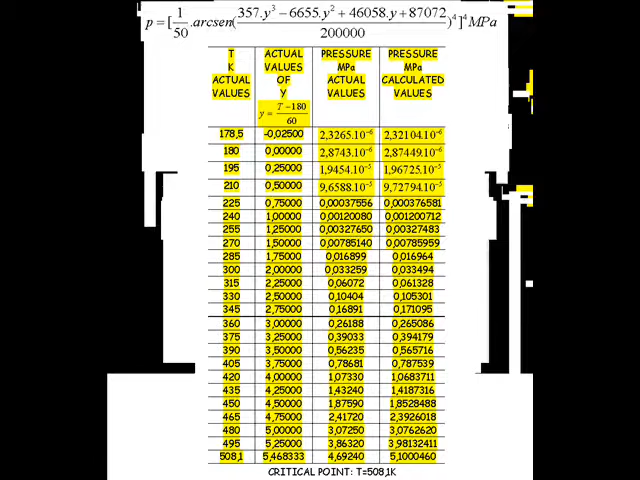 p = [ 1/50 .arcsen( 357.y³ − 6655.y² + 46058.y + 87072 / 200000 )⁴ ]⁴ MPa
T K ACTUAL VALUES | ACTUAL VALUES OF Y y = T − 180 / 60 | PRESSURE MPa ACTUAL VALUES | PRESSURE MPa CALCULATED VALUES
178,5 -0,02500 2,3265.10⁻⁶ 2,32104.10⁻⁶
180 0,00000 2,8743.10⁻⁶ 2,87449.10⁻⁶
195 0,25000 1,9454.10⁻⁵ 1,96725.10⁻⁵
210 0,50000 9,6588.10⁻⁵ 9,72794.10⁻⁵
225 0,75000 0,00037556 0,000376581
240 1,00000 0,00120080 0,001200712
255 1,25000 0,00327650 0,00327483
270 1,50000 0,00785140 0,00785959
285 1,75000 0,016899 0,016964
300 2,00000 0,033259 0,033494
315 2,25000 0,06072 0,061328
330 2,50000 0,10404 0,105301
345 2,75000 0,16891 0,171095
360 3,00000 0,26188 0,265086
375 3,25000 0,39033 0,394179
390 3,50000 0,56235 0,565716
405 3,75000 0,78681 0,787539
420 4,00000 1,07330 1,0683711
435 4,25000 1,43240 1,4187316
450 4,50000 1,87590 1,8528488
465 4,75000 2,41720 2,3926018
480 5,00000 3,07250 3,0762620
495 5,25000 3,86320 3,98132411
508,1 5,468333 4,69240 5,1000460
CRITICAL POINT: T=508,1K